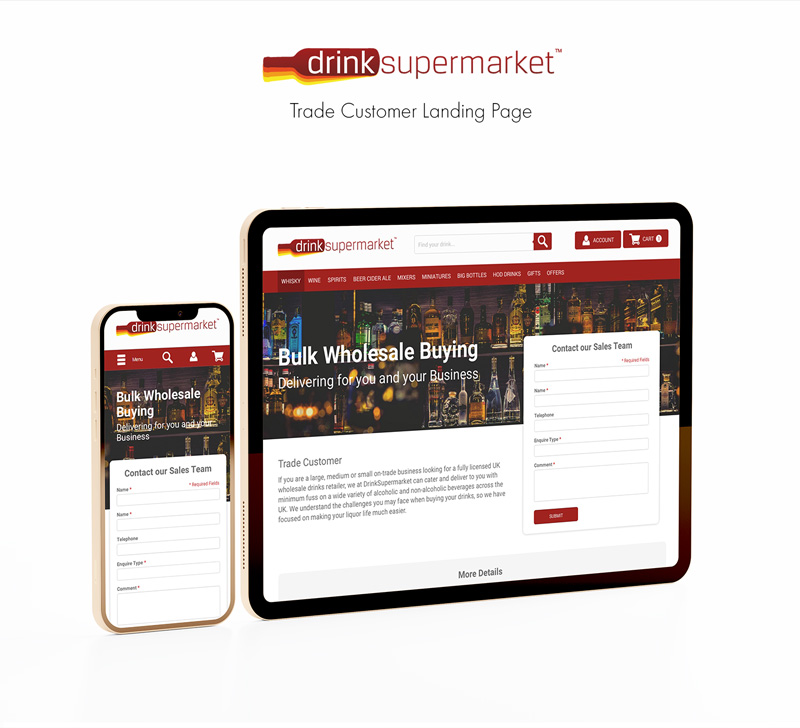 drinksupermarket™
Trade Customer Landing Page
drinksupermarket™
Find your drink...
ACCOUNT
CART
WHISKY WINE SPIRITS BEER CIDER ALE MIXERS MINIATURES BIG BOTTLES HOD DRINKS GIFTS OFFERS
Bulk Wholesale Buying
Delivering for you and your Business
Contact our Sales Team
* Required Fields
Name *
Name *
Telephone
Enquire Type *
Comment *
SUBMIT
Trade Customer
If you are a large, medium or small on-trade business looking for a fully licensed UK
wholesale drinks retailer, we at DrinkSupermarket can cater and deliver to you with
minimum fuss on a wide variety of alcoholic and non-alcoholic beverages across the
UK. We understand the challenges you may face when buying your drinks, so we have
focused on making your liquor life much easier.
More Details
drinksupermarket™
Menu
Bulk Wholesale
Buying
Delivering for you and your
Business
Contact our Sales Team
* Required Fields
Name *
Name *
Telephone
Enquire Type *
Comment *